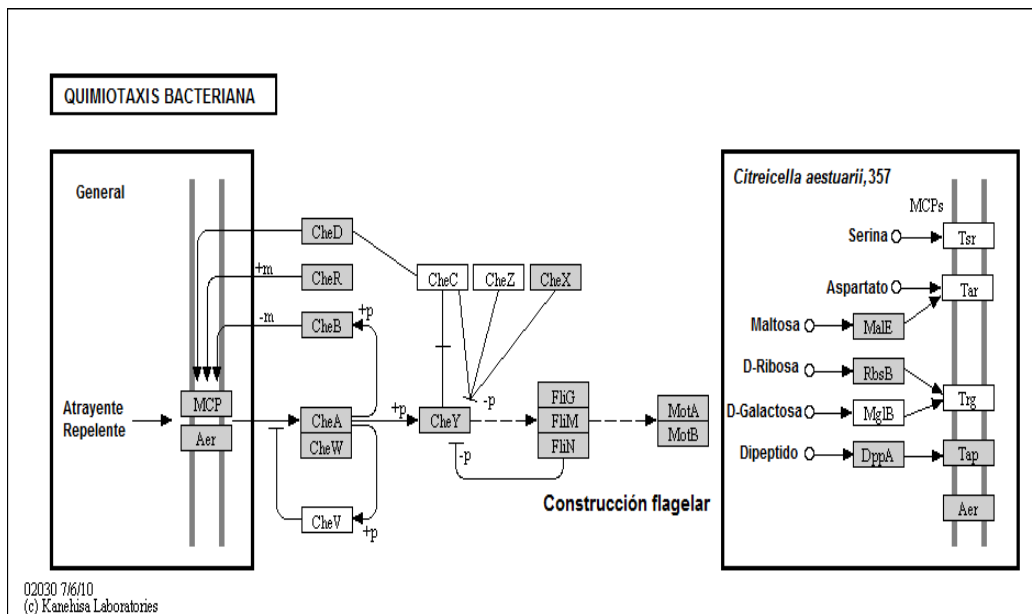 QUIMIOTAXIS BACTERIANA
General
CheD
+m
CheR
-m
CheB
+p
MCP
Atrayente
Repelente
Aer
CheA
CheW
+p
CheV
+p
CheC
CheZ
CheX
CheY
-p
-p
FliG
FliM
FliN
MotA
MotB
Construcción flagelar
Citreicella aestuarii, 357
MCPs
Serina
Tsr
Aspartato
Tar
Maltosa
MalE
D-Ribosa
RbsB
Trg
D-Galactosa
MglB
Dipeptido
DppA
Tap
Aer
02030 7/6/10
(c) Kanehisa Laboratories